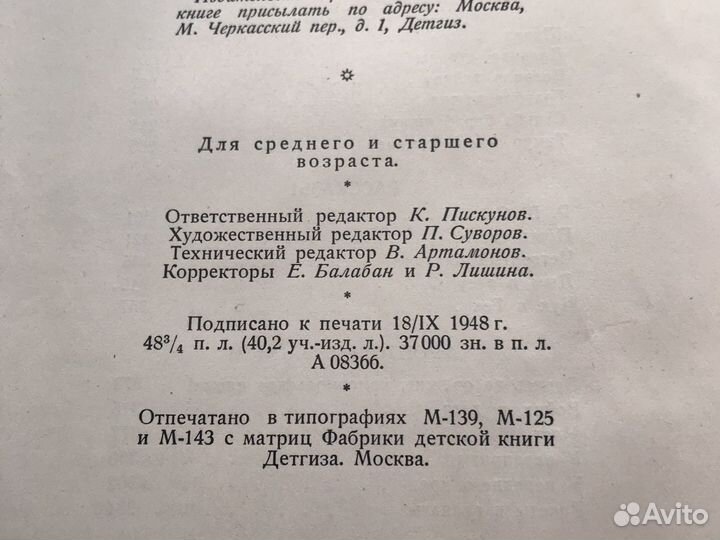 книге присылать по адресу: Москва,
М. Черкасский пер., д. 1, Детгиз.
Для среднего и старшего
возраста.
*
Ответственный редактор К. Пискунов.
Художественный редактор П. Суворов.
Технический редактор В. Артамонов.
Корректоры Е. Балабан и Р. Лишина.
*
Подписано к печати 18/IX 1948 г.
48³/₄ п. л. (40,2 уч.-изд. л.). 37 000 зн. в п. л.
А 08366.
*
Отпечатано в типографиях М-139, М-125
и М-143 с матриц Фабрики детской книги
Детгиза. Москва.
Avito